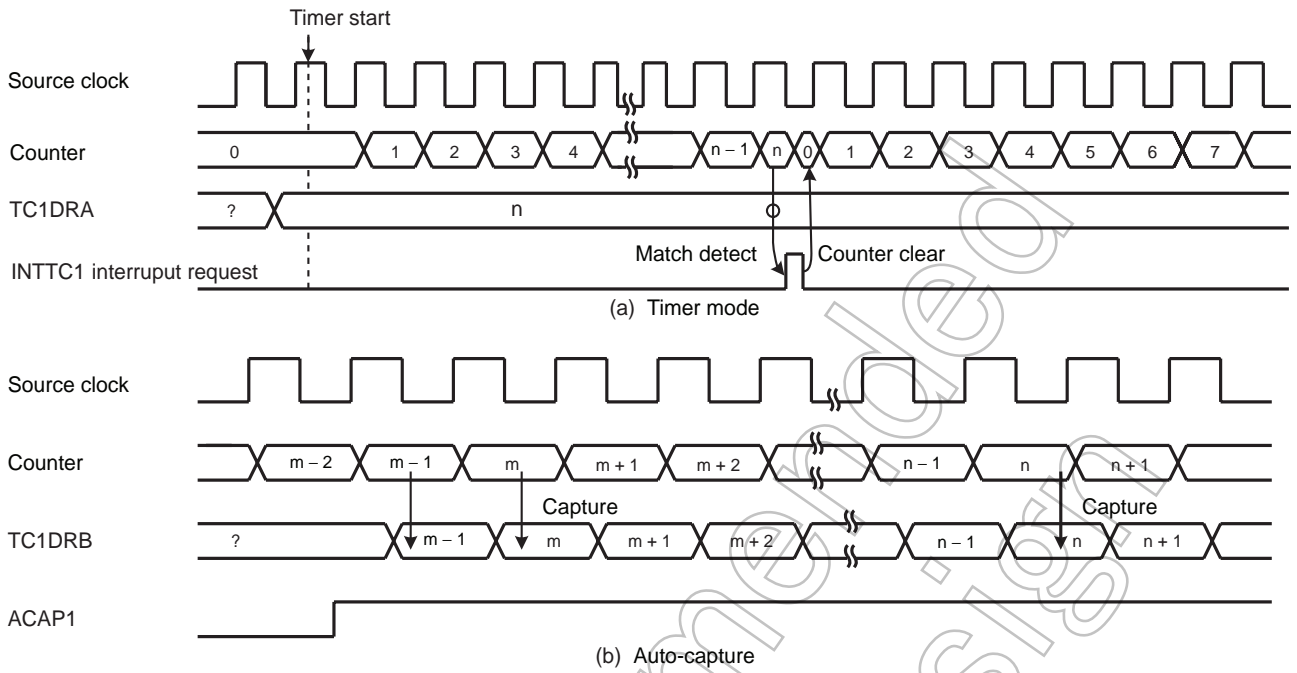 Timer start
Source clock
Counter 0 1 2 3 4 n – 1 n 0 1 2 3 4 5 6 7
TC1DRA ? n
Match detect Counter clear
INTTC1 interruput request
(a) Timer mode
Source clock
Counter m – 2 m – 1 m m + 1 m + 2 n – 1 n n + 1
Capture Capture
TC1DRB ? m – 1 m m + 1 m + 2 n – 1 n n + 1
ACAP1
(b) Auto-capture